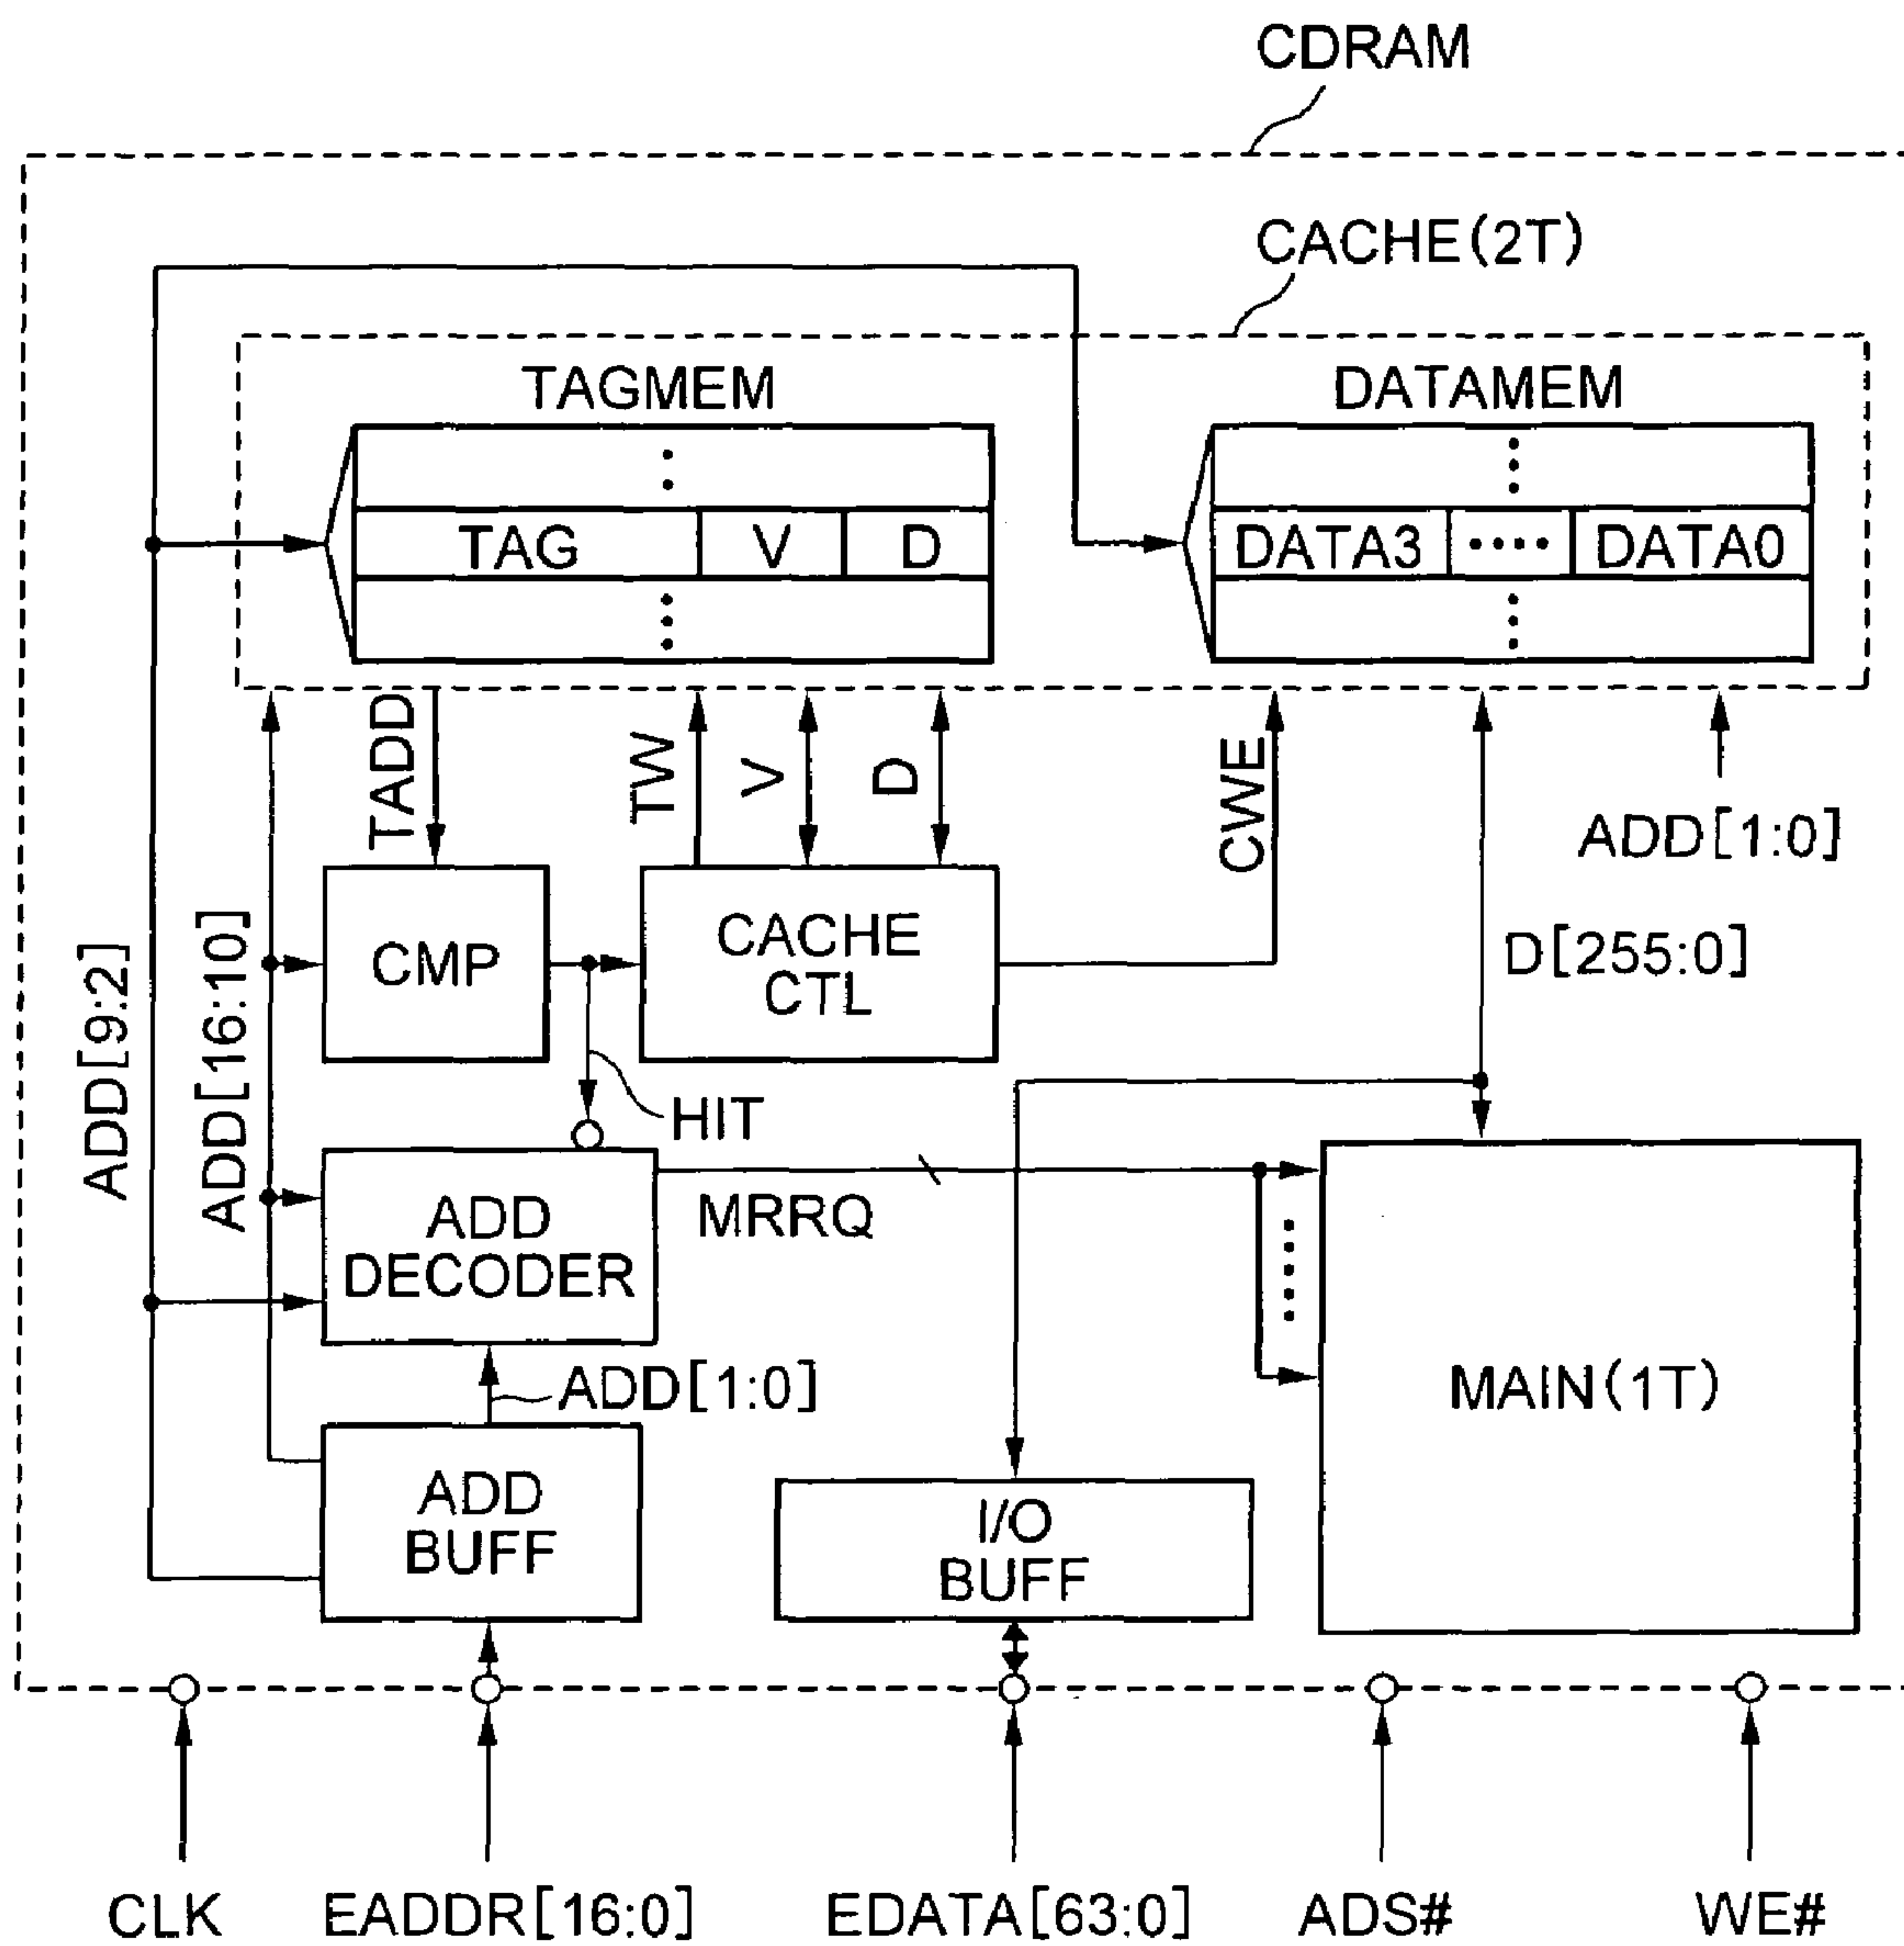 CDRAM
CACHE(2T)
TAGMEM
DATAMEM
TAG
V
D
DATA3
DATA0
TADD
TW
V
D
CWE
ADD[1:0]
ADD[9:2]
ADD[16:10]
CMP
CACHE
CTL
D[255:0]
HIT
ADD
DECODER
MRRQ
MAIN(1T)
ADD[1:0]
ADD
BUFF
I/O
BUFF
CLK
EADDR[16:0]
EDATA[63:0]
ADS#
WE#